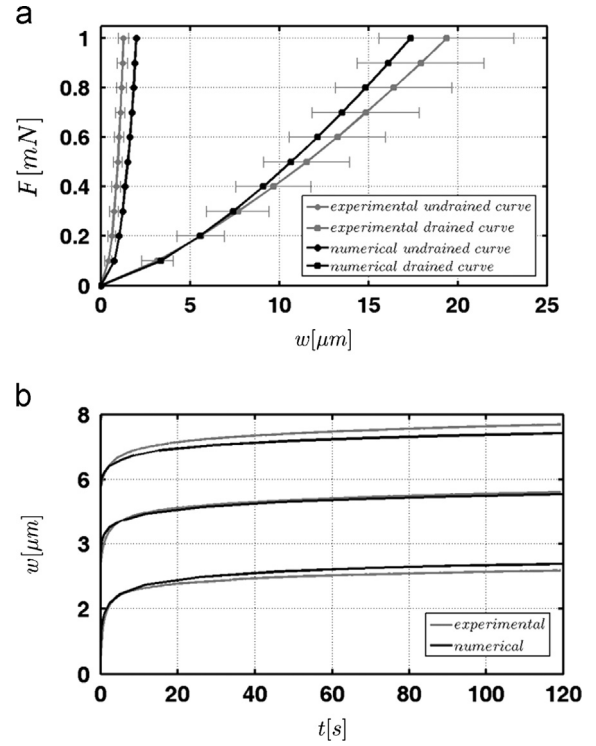 a
1
0.8
0.6
0.4
0.2
0
F [mN]
0 5 10 15 20 25
w[μm]
experimental undrained curve
experimental drained curve
numerical undrained curve
numerical drained curve
b
8
6
3
2
0
w[μm]
0 20 40 60 80 100 120
t[s]
experimental
numerical